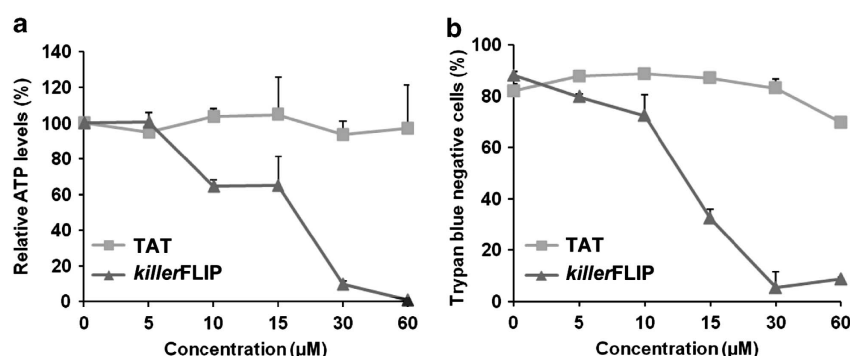 a
Relative ATP levels (%)
140
120
100
80
60
40
20
0
TAT
killerFLIP
0 5 10 15 30 60
Concentration (µM)
b
Trypan blue negative cells (%)
100
80
60
40
20
0
TAT
killerFLIP
0 5 10 15 30 60
Concentration (µM)